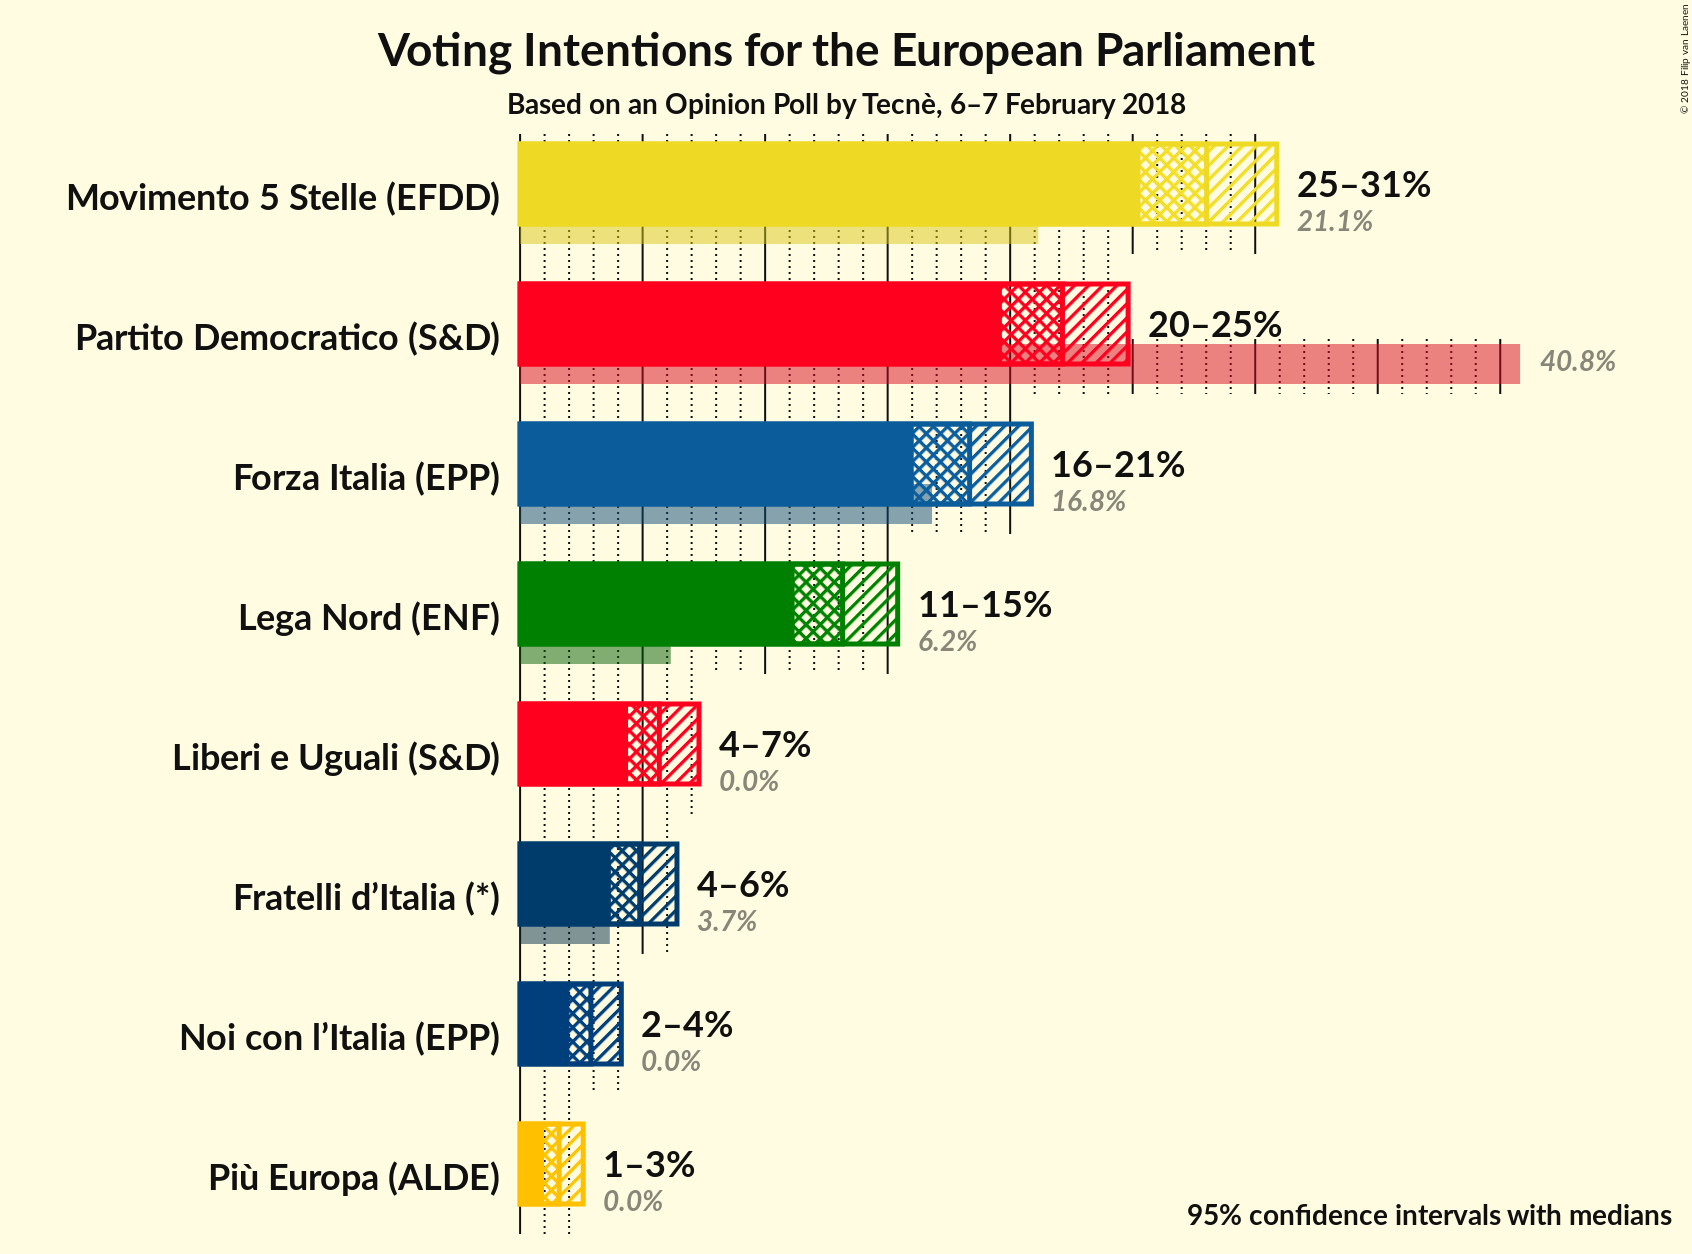 Voting Intentions for the European Parliament
Based on an Opinion Poll by Tecnè, 6–7 February 2018
© 2018 Filip van Laenen
Movimento 5 Stelle (EFDD)
25–31%
21.1%
Partito Democratico (S&D)
20–25%
40.8%
Forza Italia (EPP)
16–21%
16.8%
Lega Nord (ENF)
11–15%
6.2%
Liberi e Uguali (S&D)
4–7%
0.0%
Fratelli d’Italia (*)
4–6%
3.7%
Noi con l’Italia (EPP)
2–4%
0.0%
Più Europa (ALDE)
1–3%
0.0%
95% confidence intervals with medians